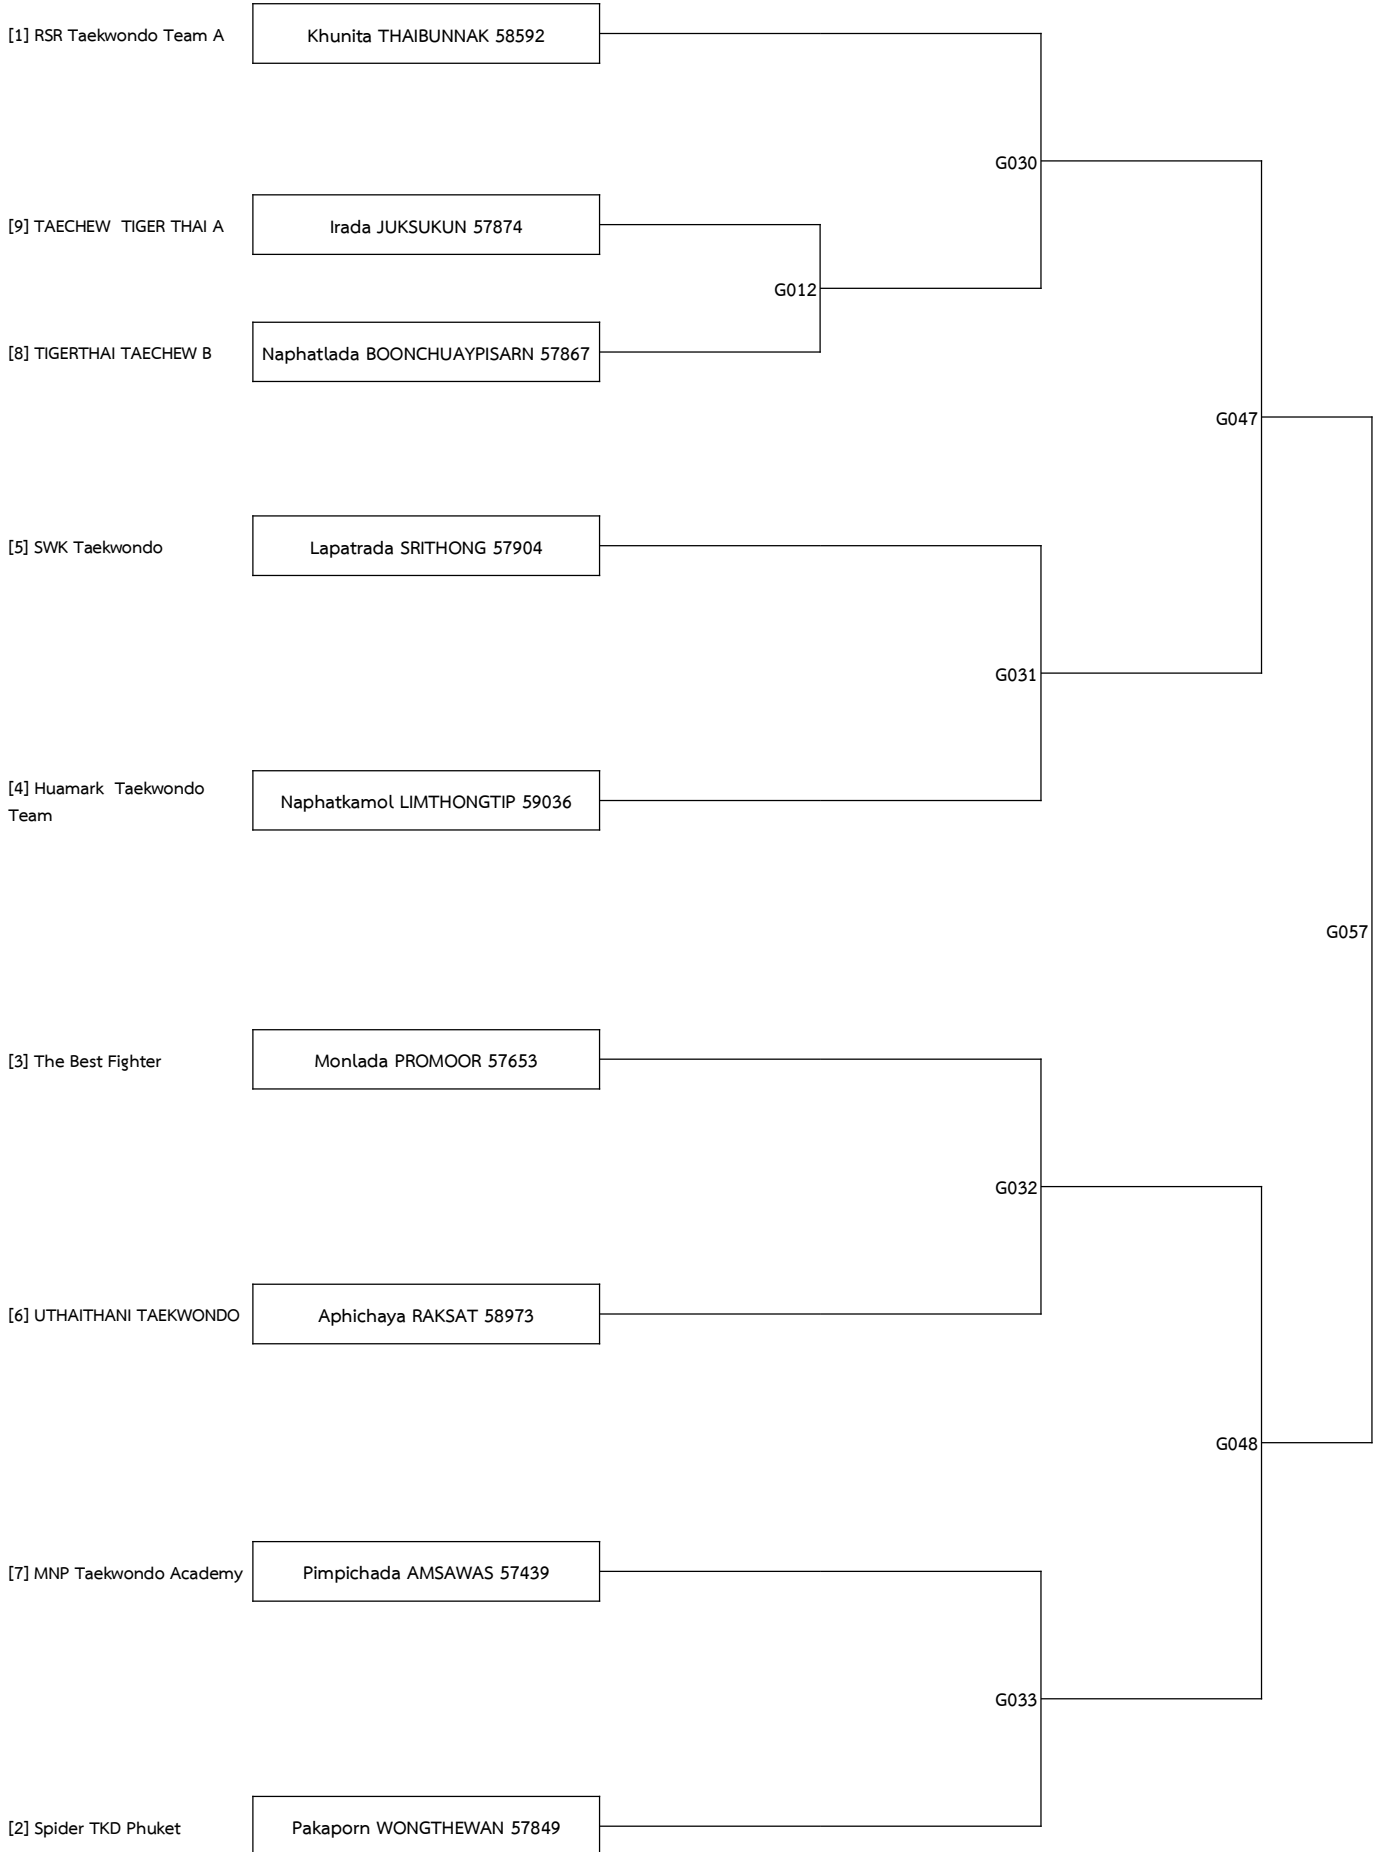 [1] RSR Taekwondo Team A
Khunita THAIBUNNAK 58592
G030
[9] TAECHEW  TIGER THAI A
Irada JUKSUKUN 57874
G012
[8] TIGERTHAI TAECHEW B
Naphatlada BOONCHUAYPISARN 57867
G047
[5] SWK Taekwondo
Lapatrada SRITHONG 57904
G031
[4] Huamark  Taekwondo
Team
Naphatkamol LIMTHONGTIP 59036
G057
[3] The Best Fighter
Monlada PROMOOR 57653
G032
[6] UTHAITHANI TAEKWONDO
Aphichaya RAKSAT 58973
G048
[7] MNP Taekwondo Academy
Pimpichada AMSAWAS 57439
G033
[2] Spider TKD Phuket
Pakaporn WONGTHEWAN 57849